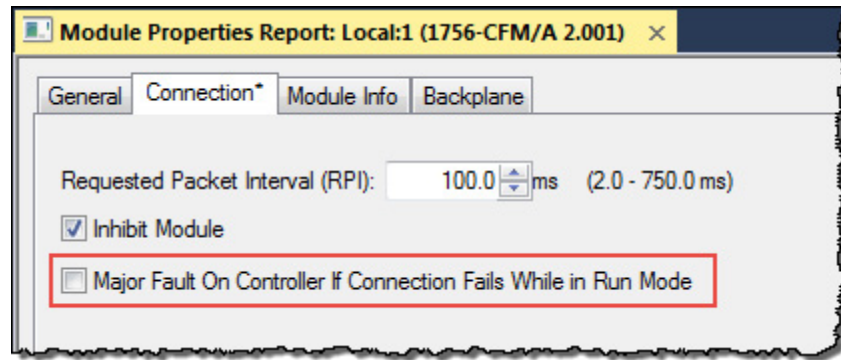 Module Properties Report: Local:1 (1756-CFM/A 2.001) ×
General Connection* Module Info Backplane
Requested Packet Interval (RPI): 100.0 ms (2.0 - 750.0 ms)
Inhibit Module
Major Fault On Controller If Connection Fails While in Run Mode